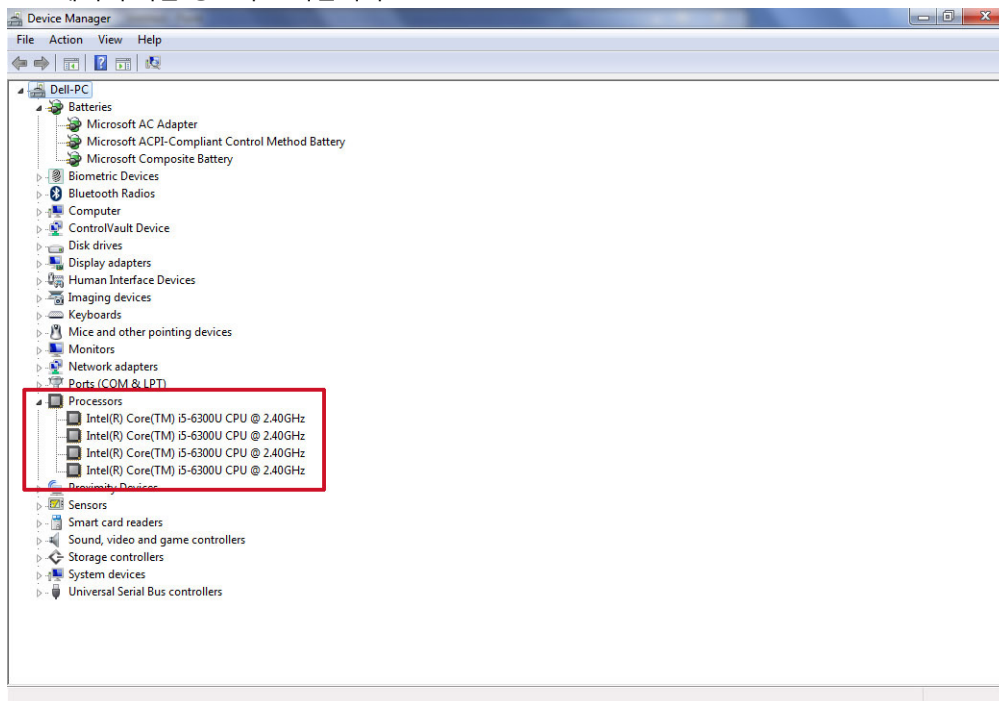 Device Manager
File Action View Help
Dell-PC
Batteries
Microsoft AC Adapter
Microsoft ACPI-Compliant Control Method Battery
Microsoft Composite Battery
Biometric Devices
Bluetooth Radios
Computer
ControlVault Device
Disk drives
Display adapters
Human Interface Devices
Imaging devices
Keyboards
Mice and other pointing devices
Monitors
Network adapters
Ports (COM & LPT)
Processors
Intel(R) Core(TM) i5-6300U CPU @ 2.40GHz
Intel(R) Core(TM) i5-6300U CPU @ 2.40GHz
Intel(R) Core(TM) i5-6300U CPU @ 2.40GHz
Intel(R) Core(TM) i5-6300U CPU @ 2.40GHz
Proximity Devices
Sensors
Smart card readers
Sound, video and game controllers
Storage controllers
System devices
Universal Serial Bus controllers